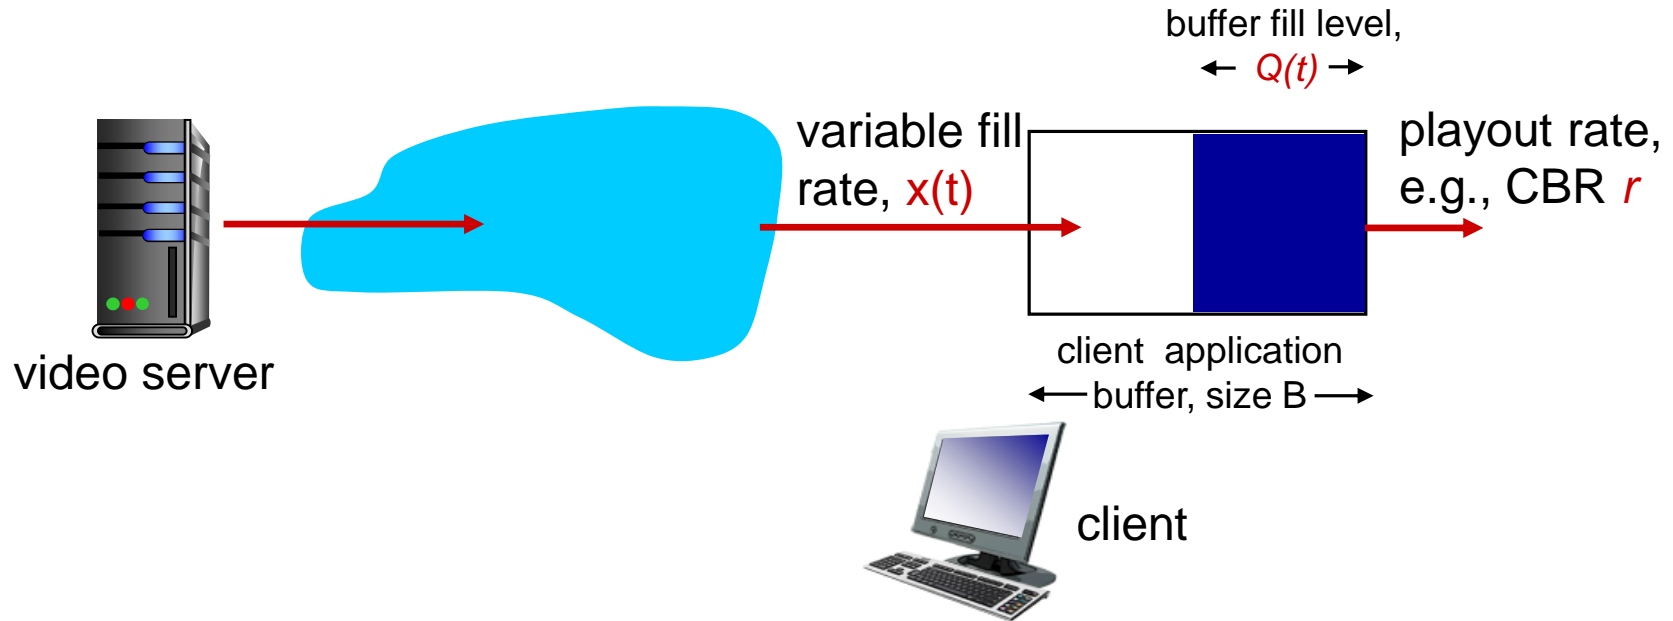 buffer fill level,
Q(t)
variable fill
rate, x(t)
playout rate,
e.g., CBR r
video server
client application
buffer, size B
client